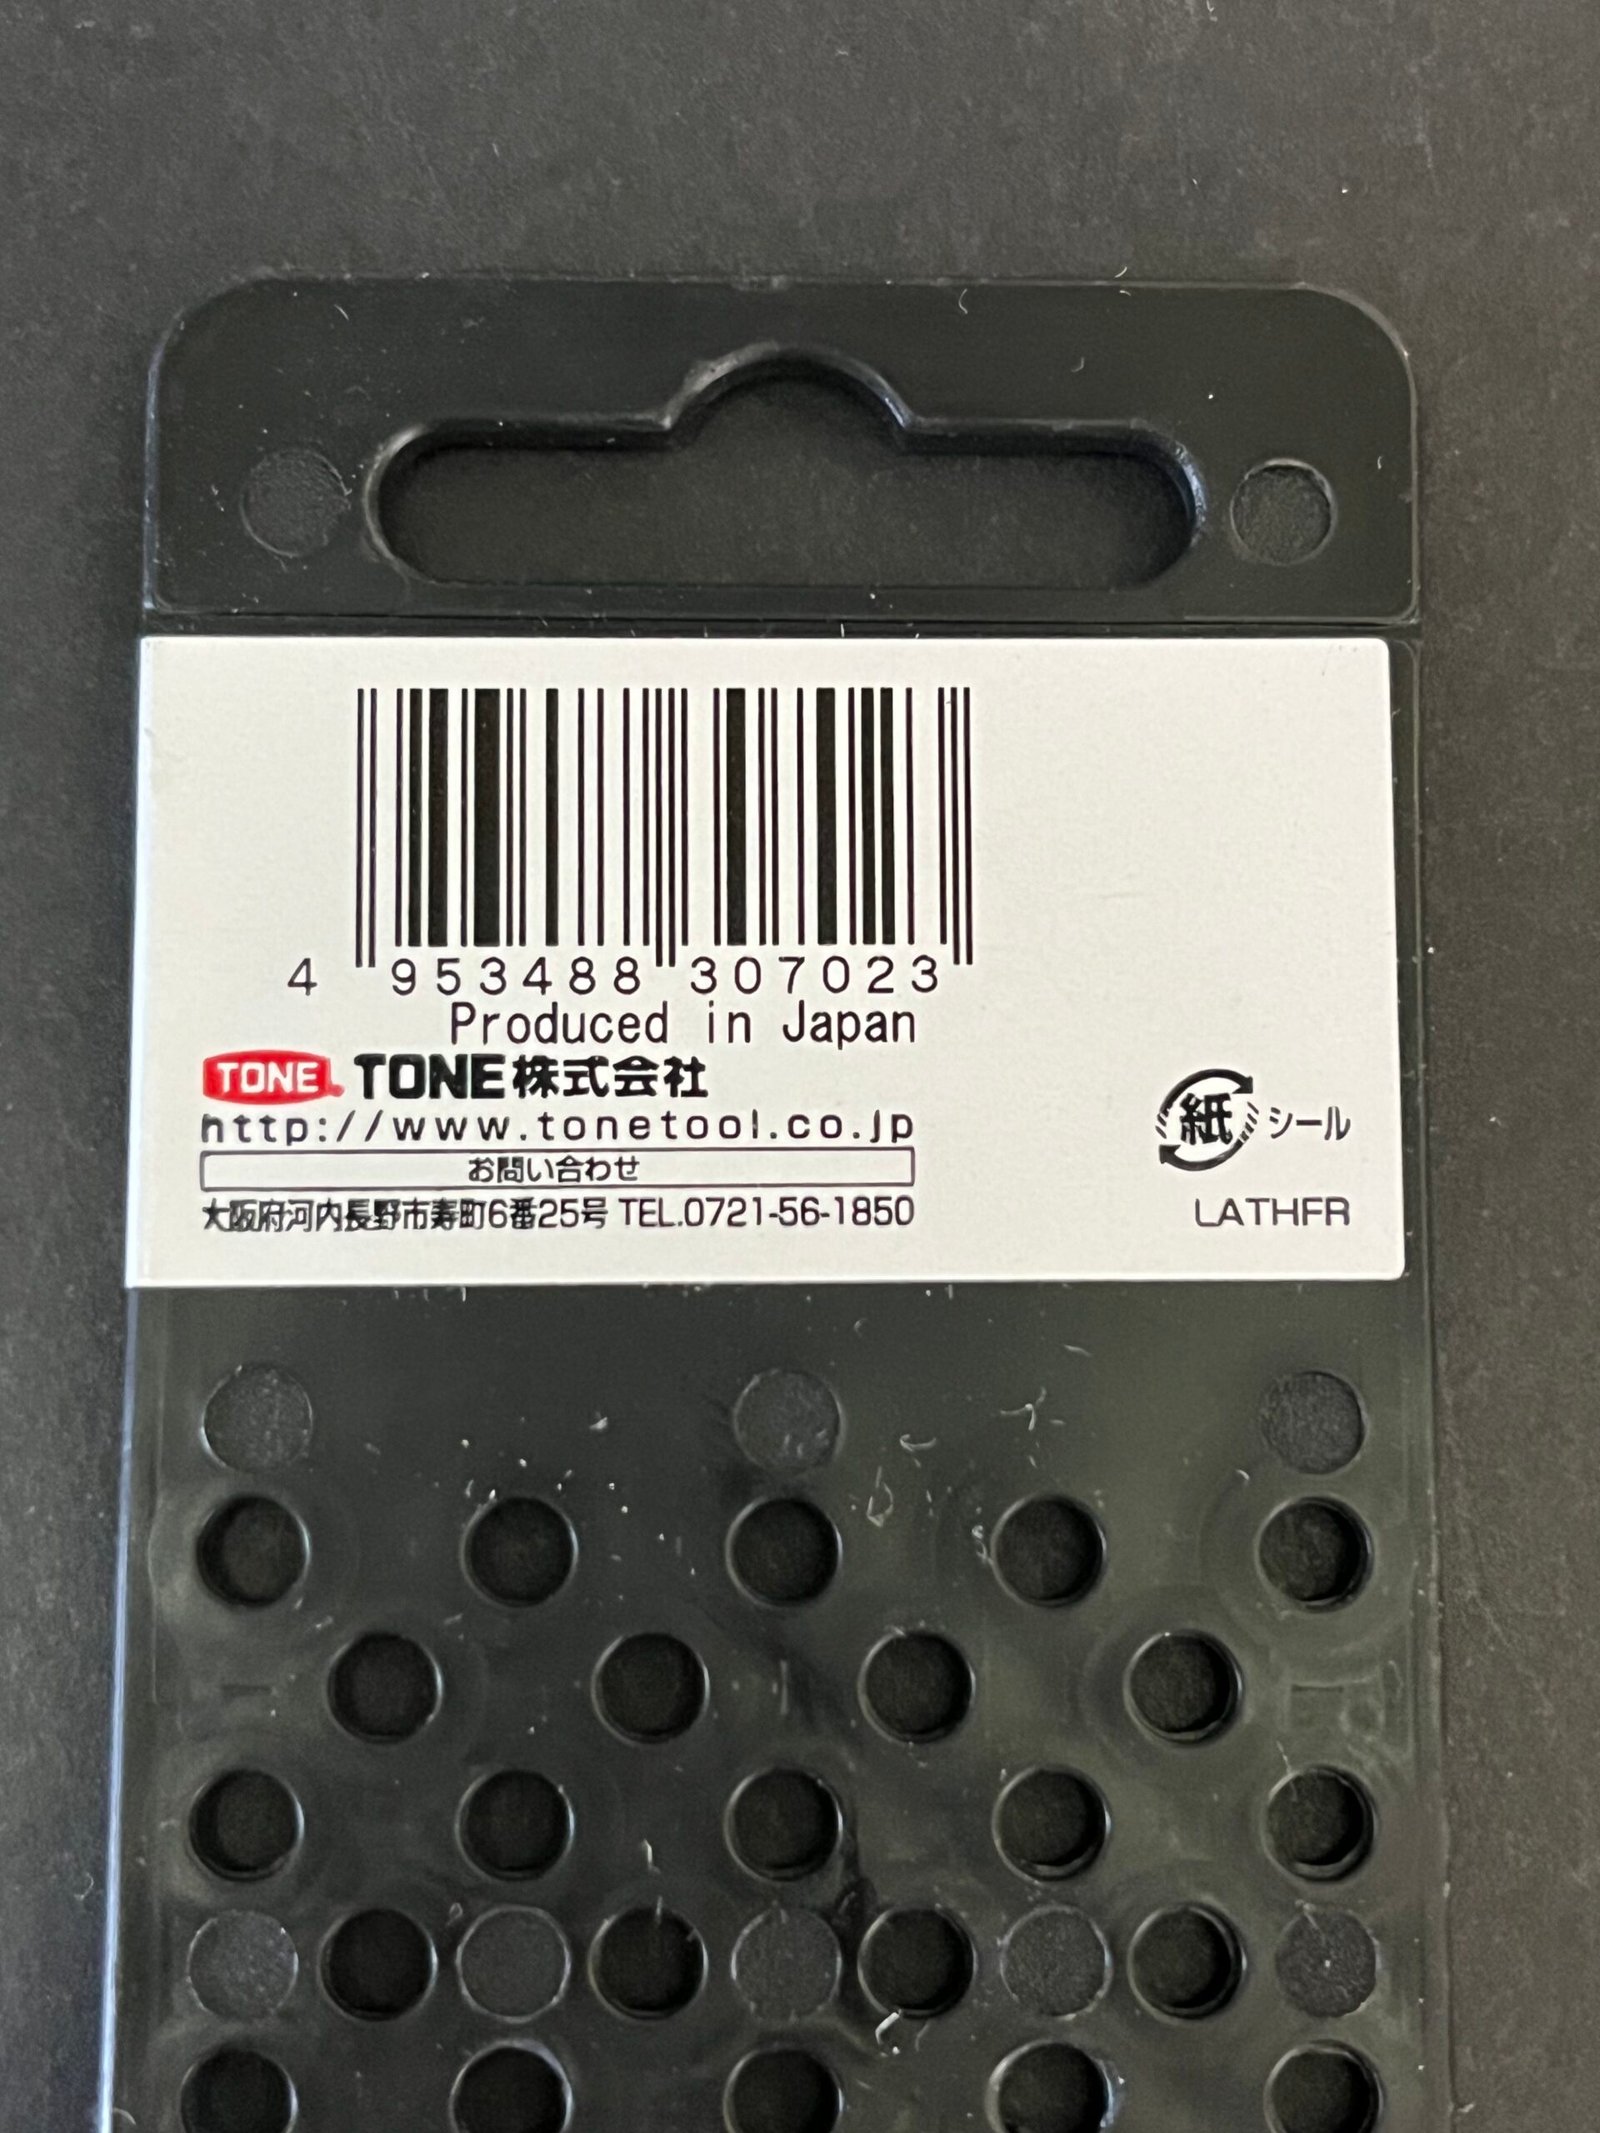 4 953488 307023
Produced in Japan
TONE TONE株式会社
http://www.tonetool.co.jp
お問い合わせ
大阪府河内長野市寿町6番25号 TEL.0721-56-1850
紙 シール
LATHFR